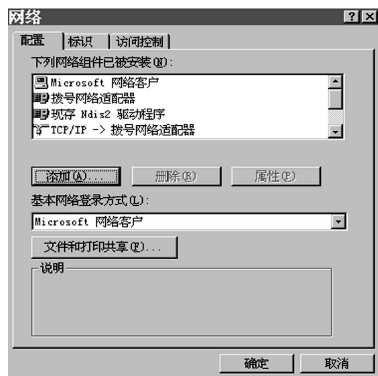 网络
配置 标识 访问控制
下列网络组件已被安装(N):
Microsoft 网络客户
拨号网络适配器
现存 Ndis2 驱动程序
TCP/IP -> 拨号网络适配器
添加(A)... 删除(R) 属性(P)
基本网络登录方式(L):
Microsoft 网络客户
文件和打印共享(F)...
说明
确定 取消